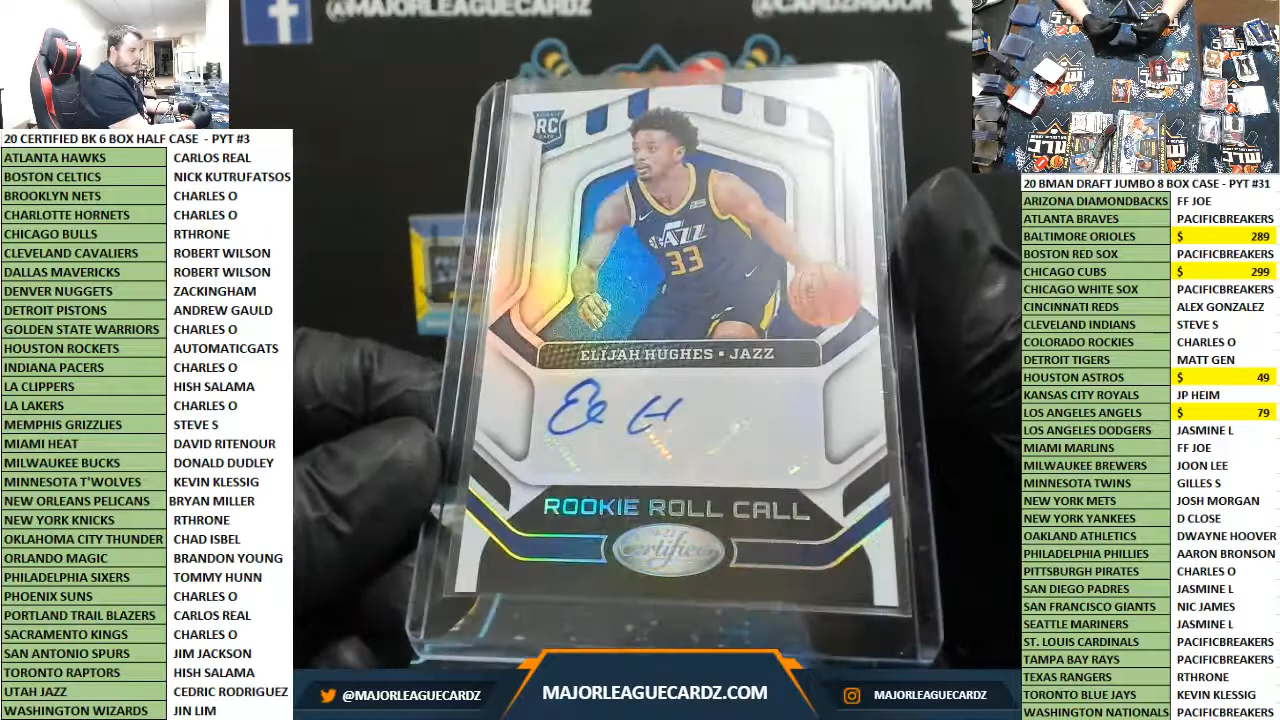 @MAJORLEAGUECARDZ
@CARDZMAJOR
20 CERTIFIED BK 6 BOX HALF CASE - PYT #3
ATLANTA HAWKS CARLOS REAL
BOSTON CELTICS NICK KUTRUFATSOS
BROOKLYN NETS CHARLES O
CHARLOTTE HORNETS CHARLES O
CHICAGO BULLS RTHRONE
CLEVELAND CAVALIERS ROBERT WILSON
DALLAS MAVERICKS ROBERT WILSON
DENVER NUGGETS ZACKINGHAM
DETROIT PISTONS ANDREW GAULD
GOLDEN STATE WARRIORS CHARLES O
HOUSTON ROCKETS AUTOMATICGATS
INDIANA PACERS CHARLES O
LA CLIPPERS HISH SALAMA
LA LAKERS CHARLES O
MEMPHIS GRIZZLIES STEVE S
MIAMI HEAT DAVID RITENOUR
MILWAUKEE BUCKS DONALD DUDLEY
MINNESOTA T'WOLVES KEVIN KLESSIG
NEW ORLEANS PELICANS BRYAN MILLER
NEW YORK KNICKS RTHRONE
OKLAHOMA CITY THUNDER CHAD ISBEL
ORLANDO MAGIC BRANDON YOUNG
PHILADELPHIA SIXERS TOMMY HUNN
PHOENIX SUNS CHARLES O
PORTLAND TRAIL BLAZERS CARLOS REAL
SACRAMENTO KINGS CHARLES O
SAN ANTONIO SPURS JIM JACKSON
TORONTO RAPTORS HISH SALAMA
UTAH JAZZ CEDRIC RODRIGUEZ
WASHINGTON WIZARDS JIN LIM
RC
JAZZ
33
ELIJAH HUGHES • JAZZ
ROOKIE ROLL CALL
certified
@MAJORLEAGUECARDZ
MAJORLEAGUECARDZ.COM
MAJORLEAGUECARDZ
MLC
20 BMAN DRAFT JUMBO 8 BOX CASE - PYT #31
ARIZONA DIAMONDBACKS FF JOE
ATLANTA BRAVES PACIFICBREAKERS
BALTIMORE ORIOLES $ 289
BOSTON RED SOX PACIFICBREAKERS
CHICAGO CUBS $ 299
CHICAGO WHITE SOX PACIFICBREAKERS
CINCINNATI REDS ALEX GONZALEZ
CLEVELAND INDIANS STEVE S
COLORADO ROCKIES CHARLES O
DETROIT TIGERS MATT GEN
HOUSTON ASTROS $ 49
KANSAS CITY ROYALS JP HEIM
LOS ANGELES ANGELS $ 79
LOS ANGELES DODGERS JASMINE L
MIAMI MARLINS FF JOE
MILWAUKEE BREWERS JOON LEE
MINNESOTA TWINS GILLES S
NEW YORK METS JOSH MORGAN
NEW YORK YANKEES D CLOSE
OAKLAND ATHLETICS DWAYNE HOOVER
PHILADELPHIA PHILLIES AARON BRONSON
PITTSBURGH PIRATES CHARLES O
SAN DIEGO PADRES JASMINE L
SAN FRANCISCO GIANTS NIC JAMES
SEATTLE MARINERS JASMINE L
ST. LOUIS CARDINALS PACIFICBREAKERS
TAMPA BAY RAYS PACIFICBREAKERS
TEXAS RANGERS RTHRONE
TORONTO BLUE JAYS KEVIN KLESSIG
WASHINGTON NATIONALS PACIFICBREAKERS